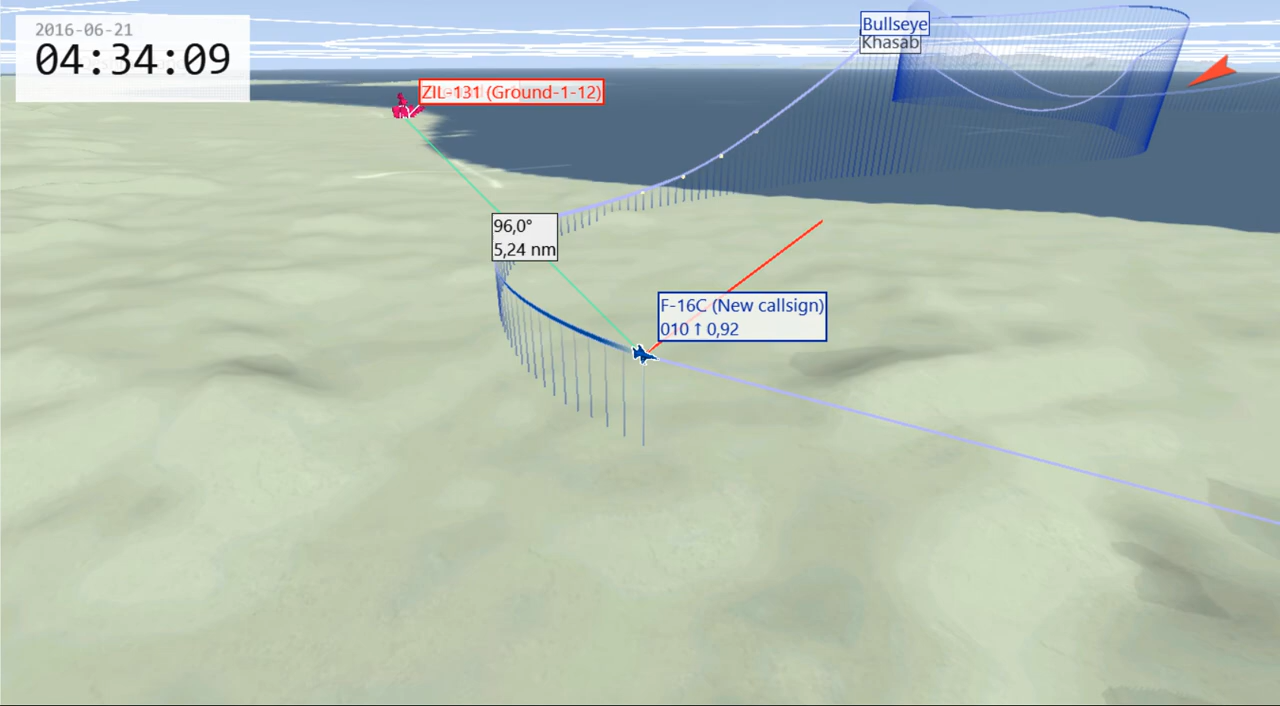 2016-06-21
04:34:09
Bullseye
Khasab
ZIL-131 (Ground-1-12)
96,0°
5,24 nm
F-16C (New callsign)
010 ↑ 0,92